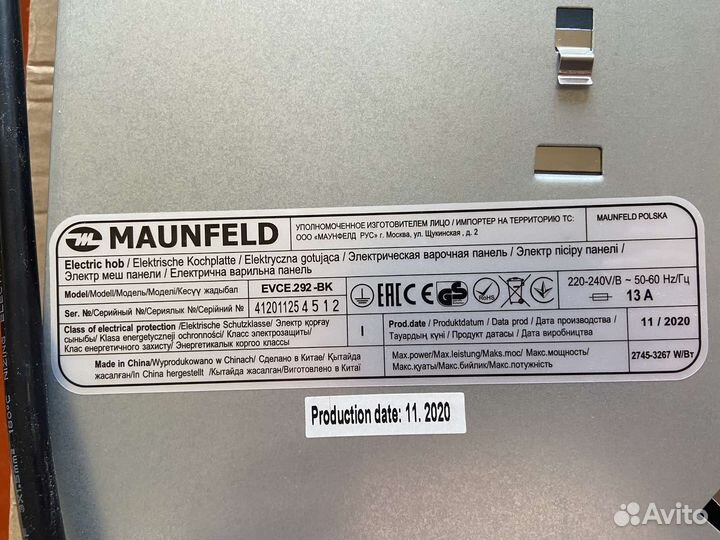 MAUNFELD
УПОЛНОМОЧЕННОЕ ИЗГОТОВИТЕЛЕМ ЛИЦО / ИМПОРТЕР НА ТЕРРИТОРИЮ ТС:
ООО «МАУНФЕЛД РУС» г. Москва, ул. Щукинская, д. 2
MAUNFELD POLSKA
Electric hob / Elektrische Kochplatte / Elektryczna gotująca / Электрическая варочная панель / Электр пісіру панелі /
Электр меш панели / Електрична варильна панель
Model/Modell/Модель/Моделі/Кесүү жадыбал
EVCE.292 -BK
Ser. №/Серийный №/Сериялык №/Серійний №/
41201125 4 5 1 2
EAC CE RoHS
220-240V/В ~ 50-60 Hz/Гц
13 A
Class of electrical protection / Elektrische Schutzklasse/ Электр қорғау
сыныбы/ Klasa energetycznej ochronności/ Класс электрозащиты/
Клас енергетичного захисту/ Энергетикалык коргоо классы
I
Prod.date / Produktdatum / Data prod / Дата производства/
Тауардың күні / Продукт датасы / Дата виробництва
11 / 2020
Made in China/Wyprodukowano w Chinach/ Сделано в Китае/ Қытайда
жасалған/In China hergestellt /Кытайда жасалган/Виготовлено в Китаї
Max.power/Max.leistung/Maks.moc/ Макс.мощность/
Макс.қуаты/Макс.бийлик/Макс.потужність
2745-3267 W/Вт
Production date: 11. 2020
Avito